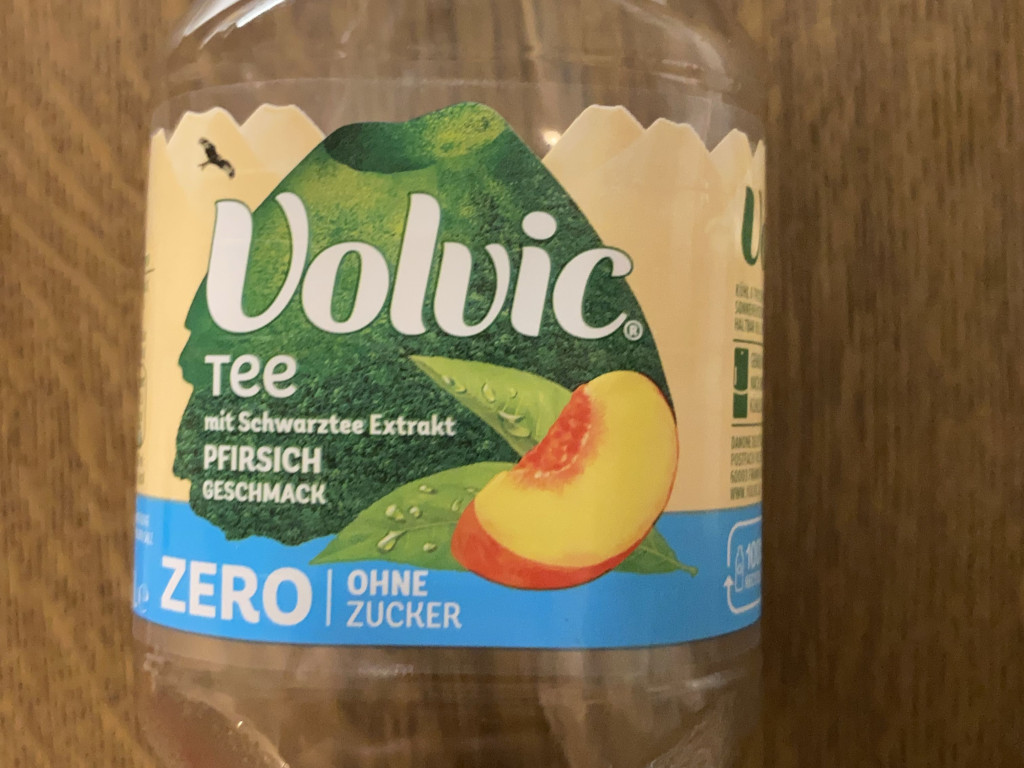 Volvic®
Tee
mit Schwarztee Extrakt
PFIRSICH
GESCHMACK
ZERO
OHNE
ZUCKER